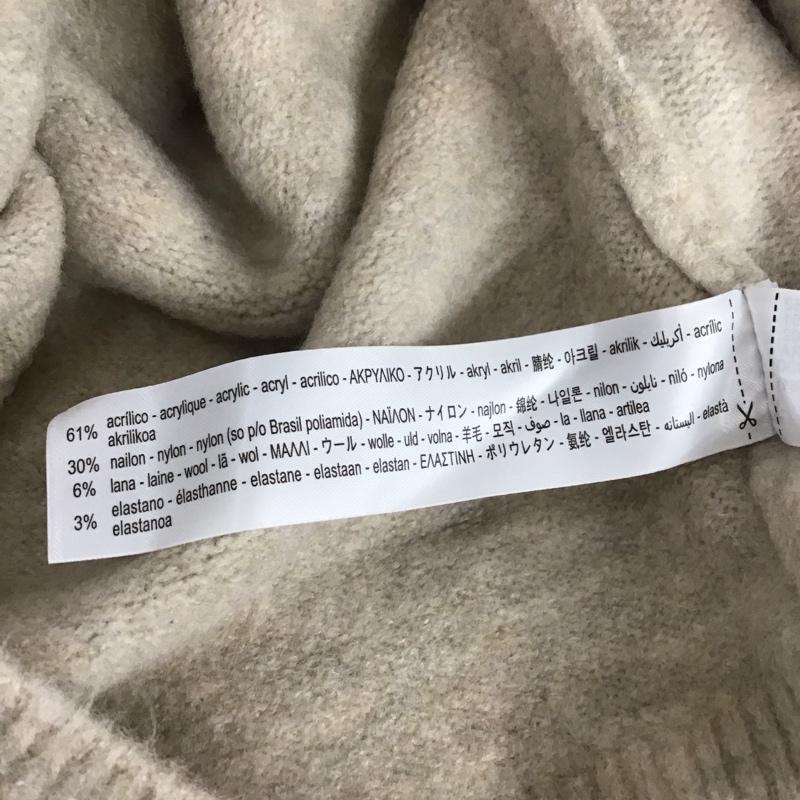 61% acrílico - acrylique - acrylic - acryl - acrilico - ΑΚΡΥΛΙΚΟ - アクリル - akryl - akril - 腈纶 - 아크릴 - akrilik - أكريليك - acrílic
akrilikoa
30% nailon - nylon - nylon (so p/o Brasil poliamida) - ΝΑΪΛΟΝ - ナイロン - najlon - 锦纶 - 나일론 - nilon - نايلون - niló - nylona
6% lana - laine - wool - lã - wol - ΜΑΛΛΙ - ウール - wolle - uld - volna - 羊毛 - 모직 - صوف - la - llana - artilea
3% elastano - élasthanne - elastane - elastaan - elastan - ΕΛΑΣΤΙΝΗ - ポリウレタン - 氨纶 - 엘라스탄 - البستانه - elastà
elastanoa